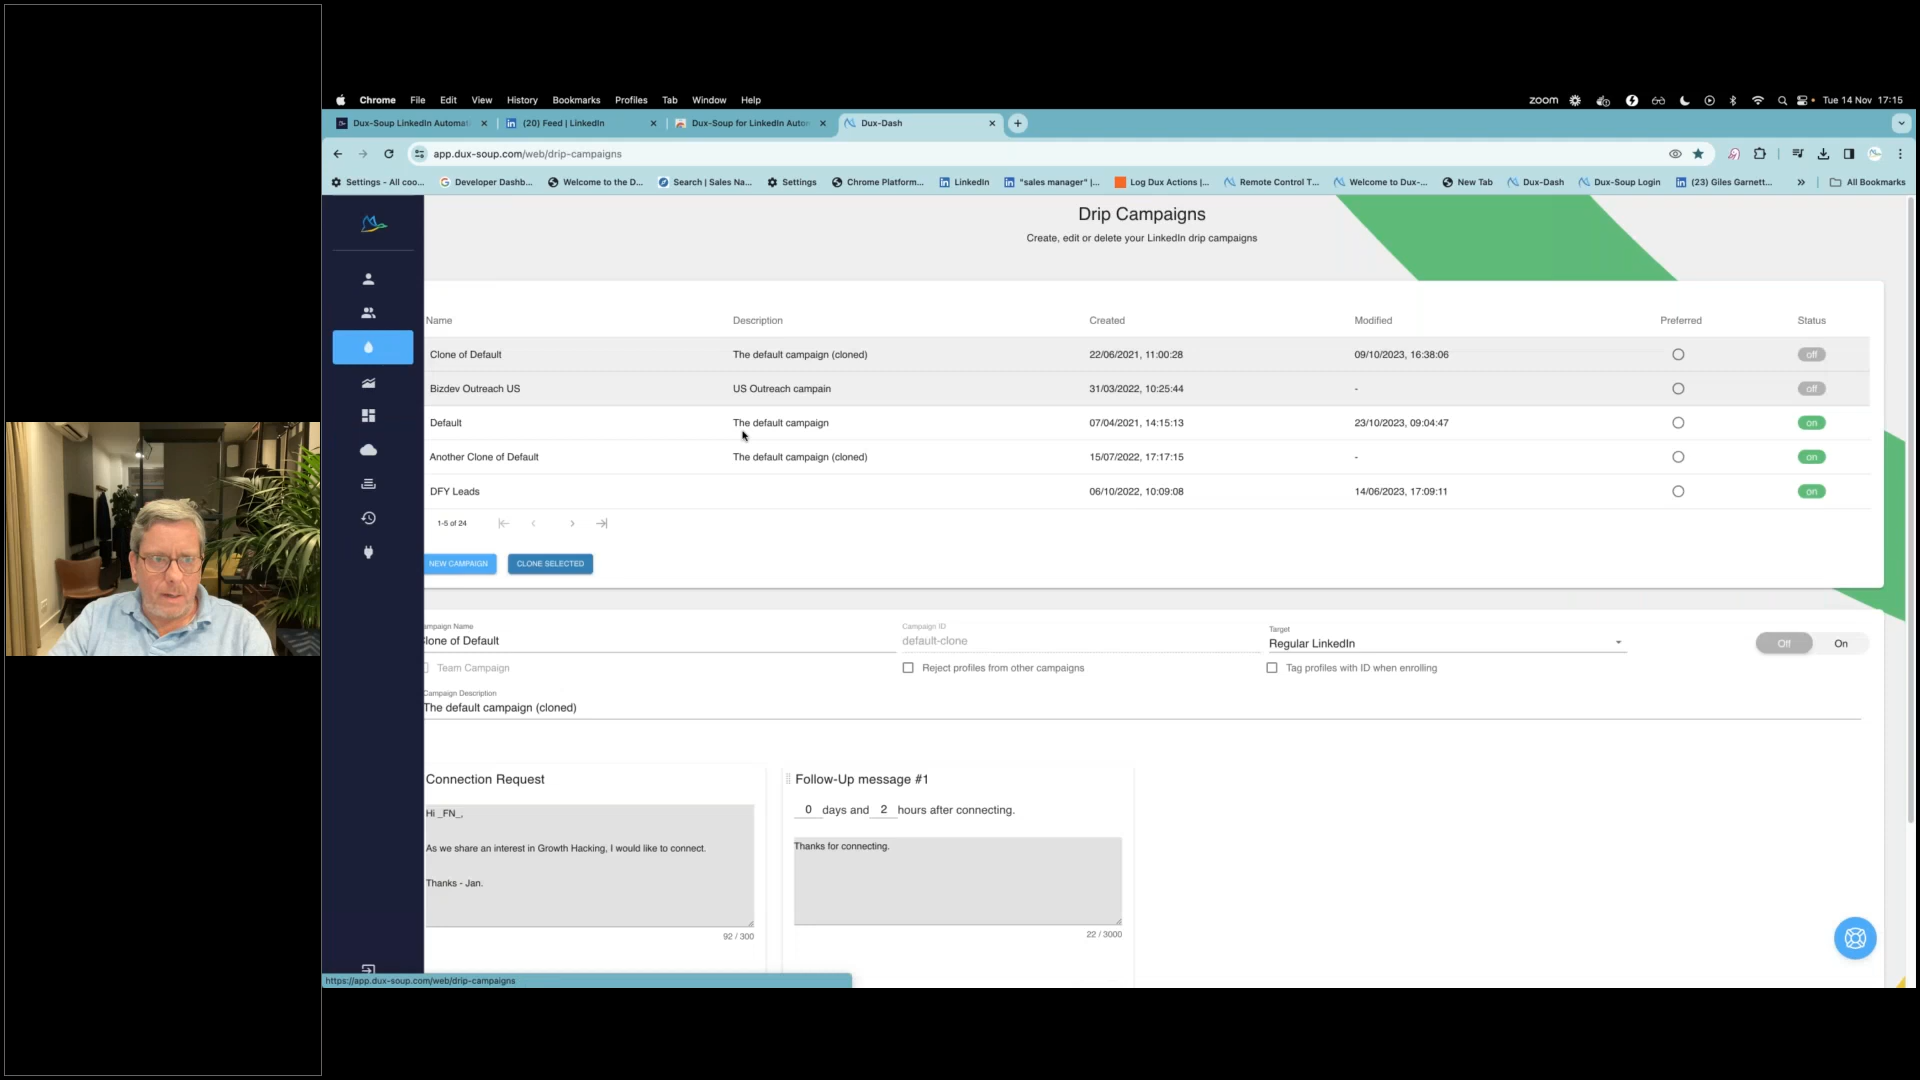 Chrome File Edit View History Bookmarks Profiles Tab Window Help
zoom Tue 14 Nov 17:15
Dux-Soup LinkedIn Automat
(20) Feed | LinkedIn
Dux-Soup for LinkedIn Auto
Dux-Dash
app.dux-soup.com/web/drip-campaigns
Settings - All coo...
Developer Dashb...
Welcome to the D...
Search | Sales Na...
Settings
Chrome Platform...
LinkedIn
"sales manager" |...
Log Dux Actions |...
Remote Control T...
Welcome to Dux-...
New Tab
Dux-Dash
Dux-Soup Login
(23) Giles Garnett...
All Bookmarks
Drip Campaigns
Create, edit or delete your LinkedIn drip campaigns
Name Description Created Modified Preferred Status
Clone of Default The default campaign (cloned) 22/06/2021, 11:00:28 09/10/2023, 16:38:06 off
Bizdev Outreach US US Outreach campain 31/03/2022, 10:25:44 - off
Default The default campaign 07/04/2021, 14:15:13 23/10/2023, 09:04:47 on
Another Clone of Default The default campaign (cloned) 15/07/2022, 17:17:15 - on
DFY Leads 06/10/2022, 10:09:08 14/06/2023, 17:09:11 on
1-5 of 24
NEW CAMPAIGN CLONE SELECTED
ampaign Name Campaign ID Target
lone of Default default-clone Regular LinkedIn Off On
Team Campaign Reject profiles from other campaigns Tag profiles with ID when enrolling
Campaign Description
The default campaign (cloned)
Connection Request
Hi _FN_,
As we share an interest in Growth Hacking, I would like to connect.
Thanks - Jan.
92 / 300
Follow-Up message #1
0 days and 2 hours after connecting.
Thanks for connecting.
22 / 3000
https://app.dux-soup.com/web/drip-campaigns